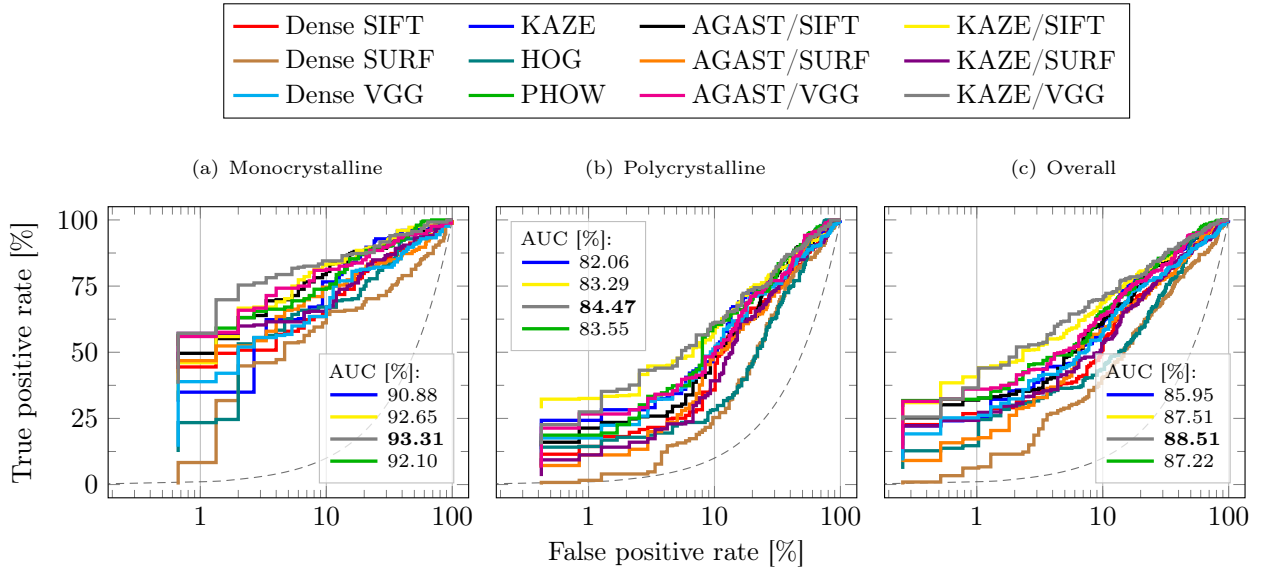 Dense SIFT KAZE AGAST/SIFT KAZE/SIFT
Dense SURF HOG AGAST/SURF KAZE/SURF
Dense VGG PHOW AGAST/VGG KAZE/VGG
(a) Monocrystalline
(b) Polycrystalline
(c) Overall
True positive rate [%]
100
75
50
25
0
AUC [%]:
90.88
92.65
93.31
92.10
1 10 100
AUC [%]:
82.06
83.29
84.47
83.55
1 10 100
AUC [%]:
85.95
87.51
88.51
87.22
1 10 100
False positive rate [%]